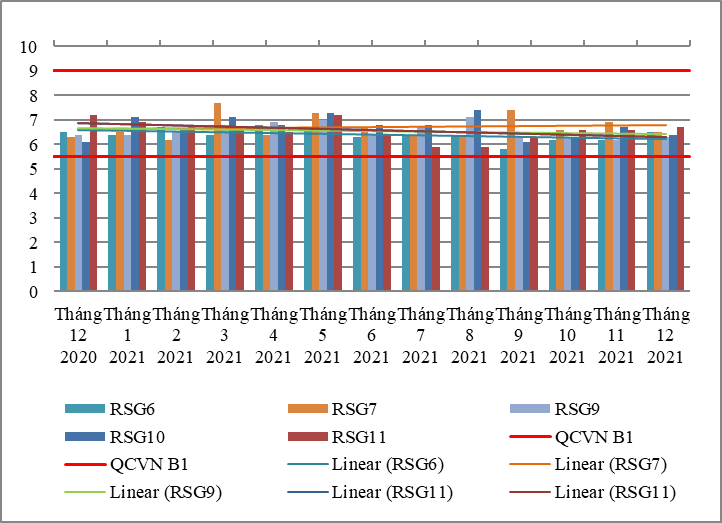 10
9
8
7
6
5
4
3
2
1
0
Tháng Tháng Tháng Tháng Tháng Tháng Tháng Tháng Tháng Tháng Tháng Tháng Tháng
12 1 2 3 4 5 6 7 8 9 10 11 12
2020 2021 2021 2021 2021 2021 2021 2021 2021 2021 2021 2021 2021
RSG6 RSG7 RSG9
RSG10 RSG11 QCVN B1
QCVN B1 Linear (RSG6) Linear (RSG7)
Linear (RSG9) Linear (RSG11) Linear (RSG11)